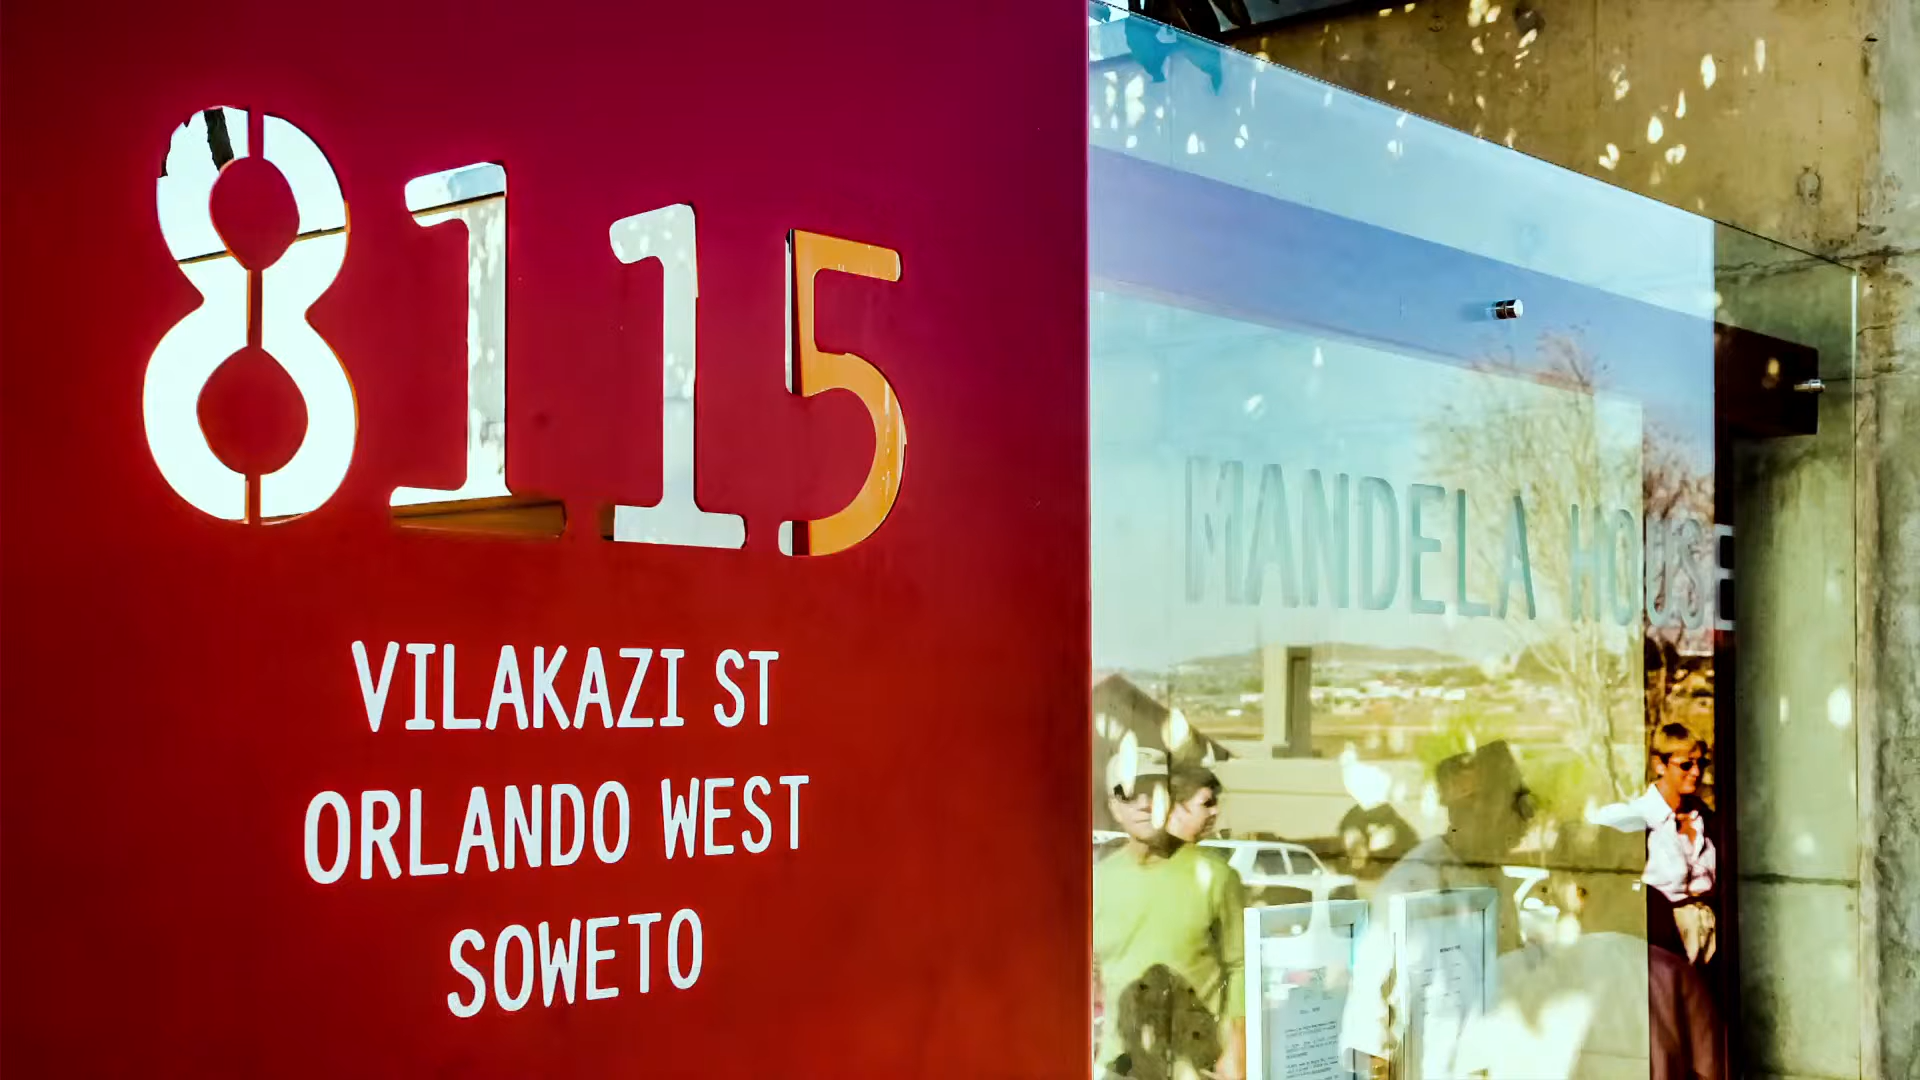 8115
VILAKAZI ST
ORLANDO WEST
SOWETO
MANDELA HOUSE